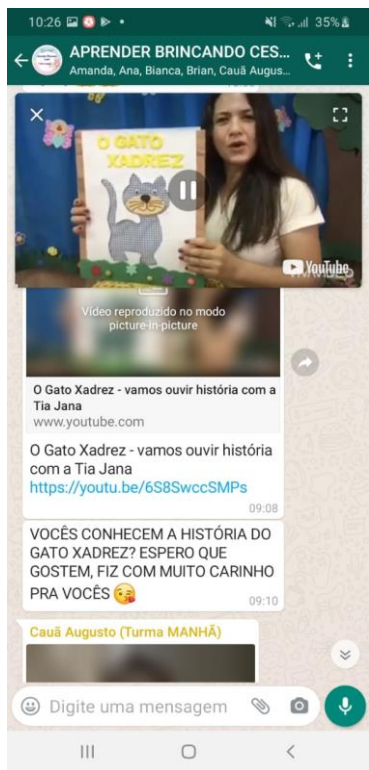 10:26
35%
APRENDER BRINCANDO CES...
Amanda, Ana, Bianca, Brian, Cauã Augus...
O GATO
XADREZ
YouTube
Vídeo reproduzido no modo
picture-in-picture
O Gato Xadrez - vamos ouvir história com a
Tia Jana
www.youtube.com
O Gato Xadrez - vamos ouvir história
com a Tia Jana
https://youtu.be/6S8SwccSMPs
09:08
VOCÊS CONHECEM A HISTÓRIA DO
GATO XADREZ? ESPERO QUE
GOSTEM, FIZ COM MUITO CARINHO
PRA VOCÊS
09:10
Cauã Augusto (Turma MANHÃ)
Digite uma mensagem